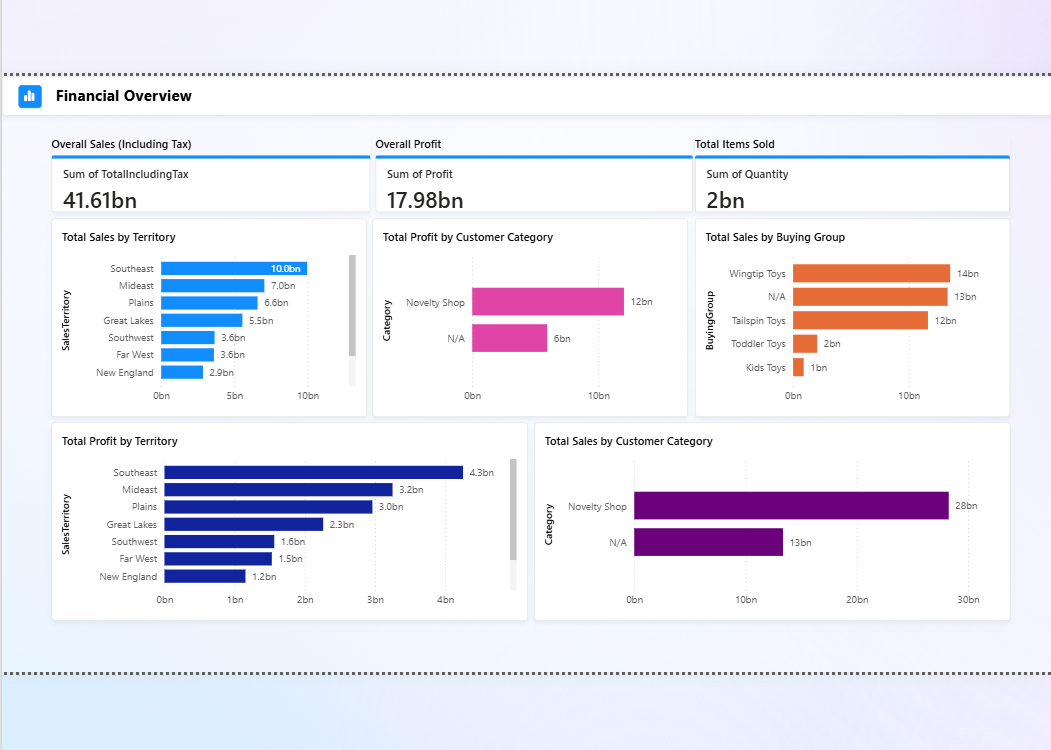 Financial Overview
Overall Sales (Including Tax)
Overall Profit
Total Items Sold
Sum of TotalIncludingTax
41.61bn
Sum of Profit
17.98bn
Sum of Quantity
2bn
Total Sales by Territory
SalesTerritory
Southeast 10.0bn
Mideast 7.0bn
Plains 6.6bn
Great Lakes 5.5bn
Southwest 3.6bn
Far West 3.6bn
New England 2.9bn
0bn 5bn 10bn
Total Profit by Customer Category
Category
Novelty Shop 12bn
N/A 6bn
0bn 10bn
Total Sales by Buying Group
BuyingGroup
Wingtip Toys 14bn
N/A 13bn
Tailspin Toys 12bn
Toddler Toys 2bn
Kids Toys 1bn
0bn 10bn
Total Profit by Territory
SalesTerritory
Southeast 4.3bn
Mideast 3.2bn
Plains 3.0bn
Great Lakes 2.3bn
Southwest 1.6bn
Far West 1.5bn
New England 1.2bn
0bn 1bn 2bn 3bn 4bn
Total Sales by Customer Category
Category
Novelty Shop 28bn
N/A 13bn
0bn 10bn 20bn 30bn